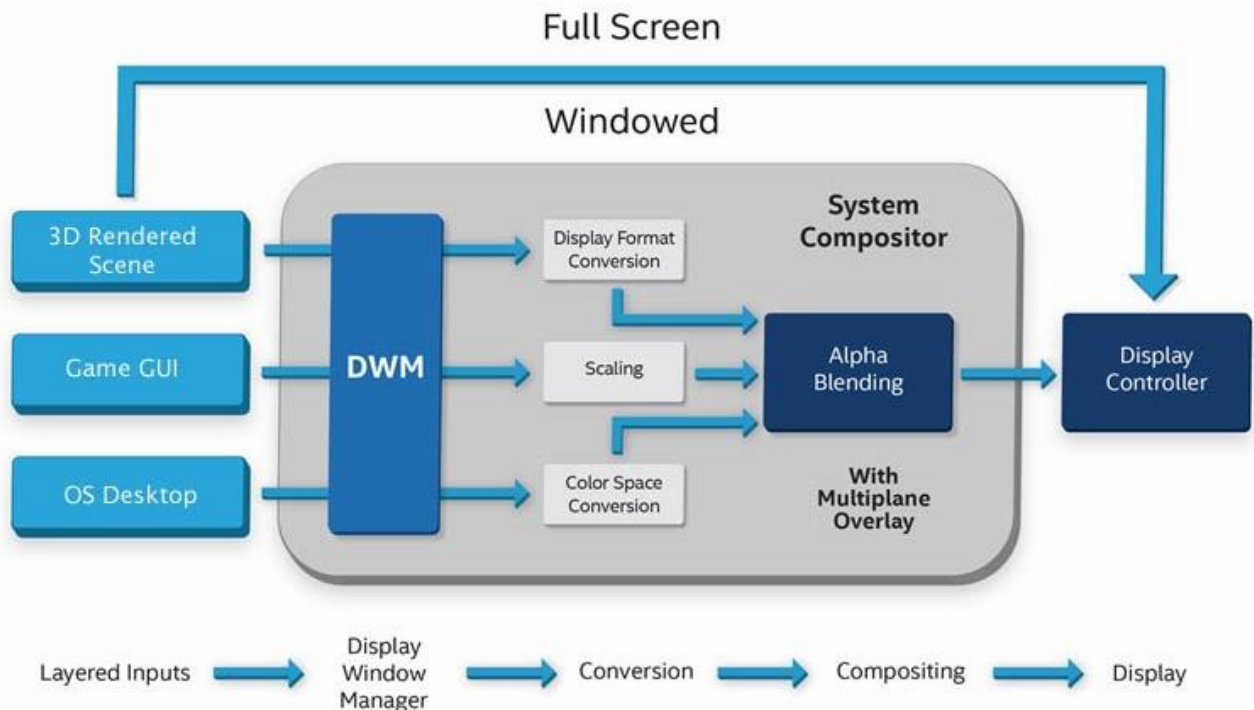 Full Screen
Windowed
3D Rendered
Scene
Game GUI
OS Desktop
DWM
Display Format
Conversion
Scaling
Color Space
Conversion
System
Compositor
Alpha
Blending
With
Multiplane
Overlay
Display
Controller
Layered Inputs
Display
Window
Manager
Conversion
Compositing
Display